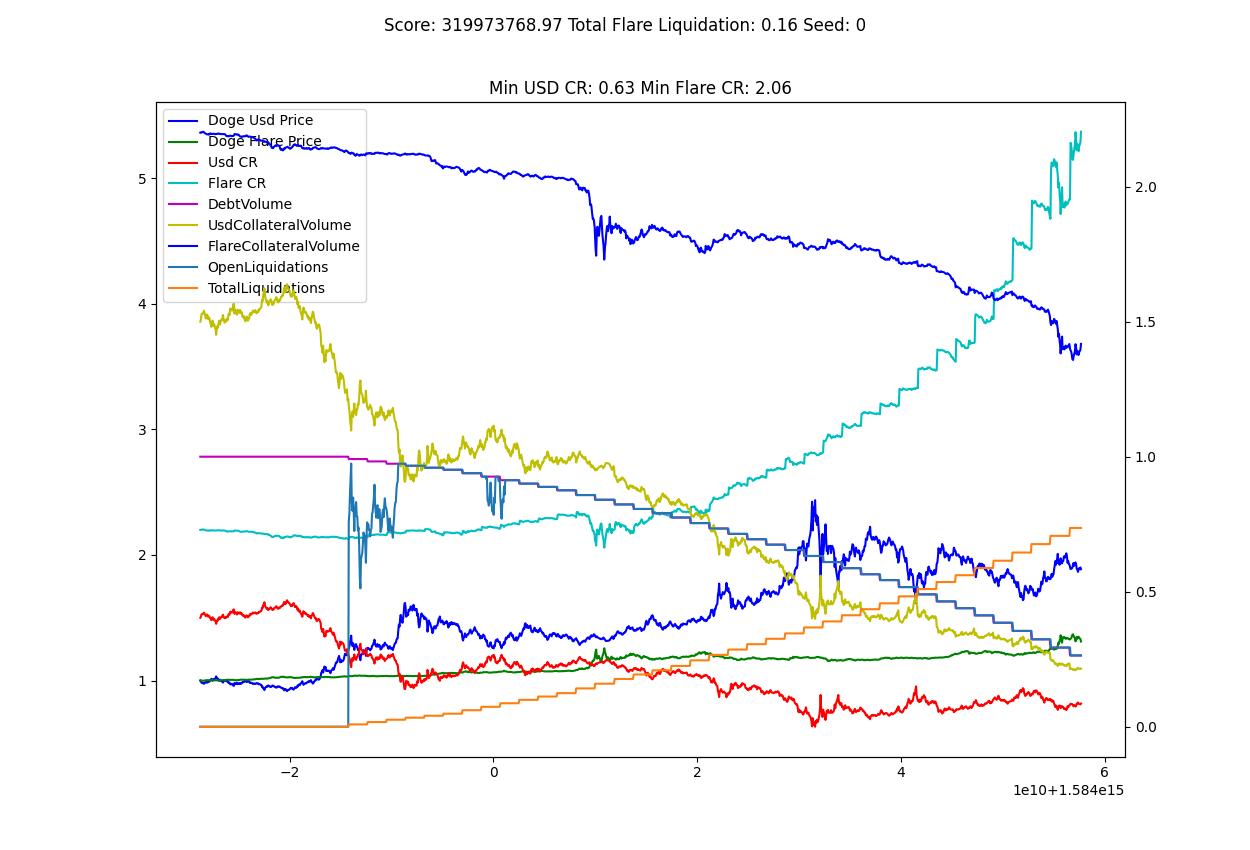 Score: 319973768.97 Total Flare Liquidation: 0.16 Seed: 0
Min USD CR: 0.63 Min Flare CR: 2.06
Doge Usd Price
Doge Flare Price
Usd CR
Flare CR
DebtVolume
UsdCollateralVolume
FlareCollateralVolume
OpenLiquidations
TotalLiquidations
5
4
3
2
1
2.0
1.5
1.0
0.5
0.0
−2 0 2 4 6
1e10+1.584e15